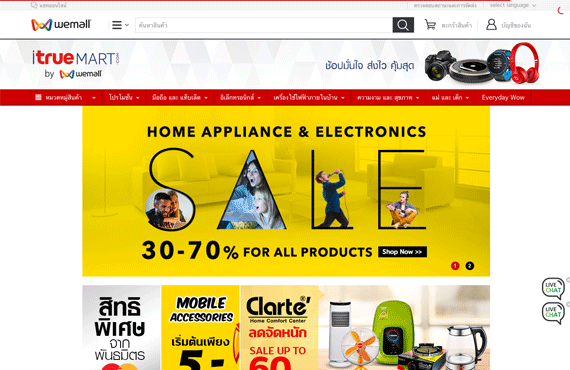 แชทออนไลน์
ตรวจสอบสถานะและการจัดส่ง
select language
wemall
ค้นหาสินค้า
ตะกร้าสินค้า
บัญชีของฉัน
itrueMART
by wemall
ช้อปมั่นใจ ส่งไว คุ้มสุด
หมวดหมู่สินค้า
โปรโมชั่น
มือถือ และ แท็บเล็ต
อิเล็กทรอนิกส์
เครื่องใช้ไฟฟ้าภายในบ้าน
ความงาม และ สุขภาพ
แม่ และ เด็ก
Everyday Wow
HOME APPLIANCE & ELECTRONICS
SALE
30-70% FOR ALL PRODUCTS
Shop Now >>
1 2
LIVE CHAT
LIVE CHAT
สิทธิ
พิเศษ
จาก
พันธมิตร
MOBILE
ACCESSORIES
เริ่มต้นเพียง
5.-
Clarte'
Home Comfort Center
ลดจัดหนัก
SALE UP TO
60